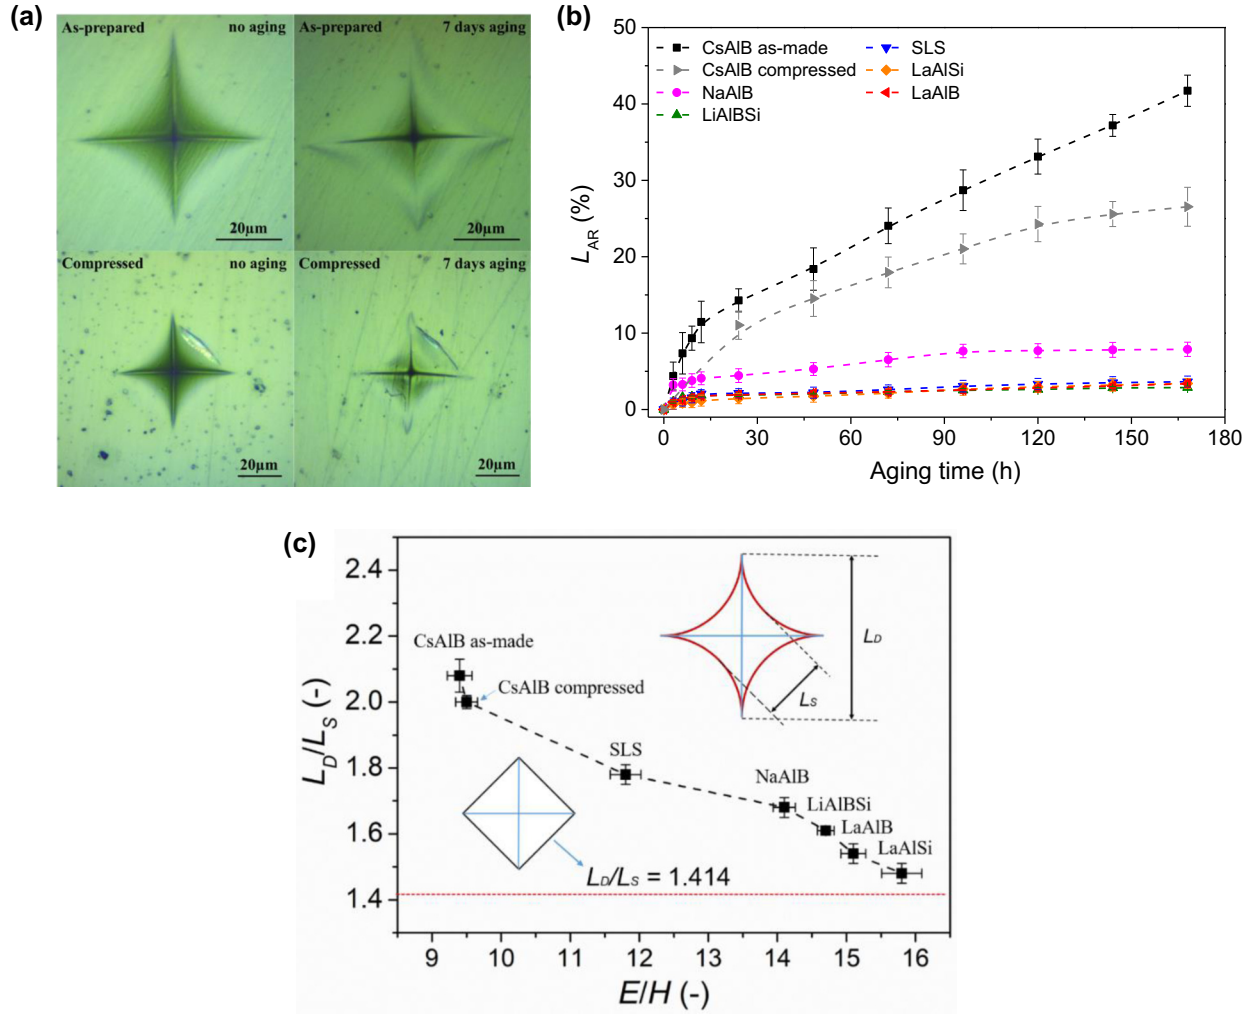 (a)
As-prepared no aging
20µm
As-prepared 7 days aging
20µm
Compressed no aging
20µm
Compressed 7 days aging
20µm
(b)
50
40
30
20
10
0
L_AR (%)
CsAlB as-made
CsAlB compressed
NaAlB
LiAlBSi
SLS
LaAlSi
LaAlB
0 30 60 90 120 150 180
Aging time (h)
(c)
2.4
2.2
2.0
1.8
1.6
1.4
L_D/L_S (-)
CsAlB as-made
CsAlB compressed
SLS
NaAlB
LiAlBSi
LaAlB
LaAlSi
L_D
L_S
L_D/L_S = 1.414
9 10 11 12 13 14 15 16
E/H (-)